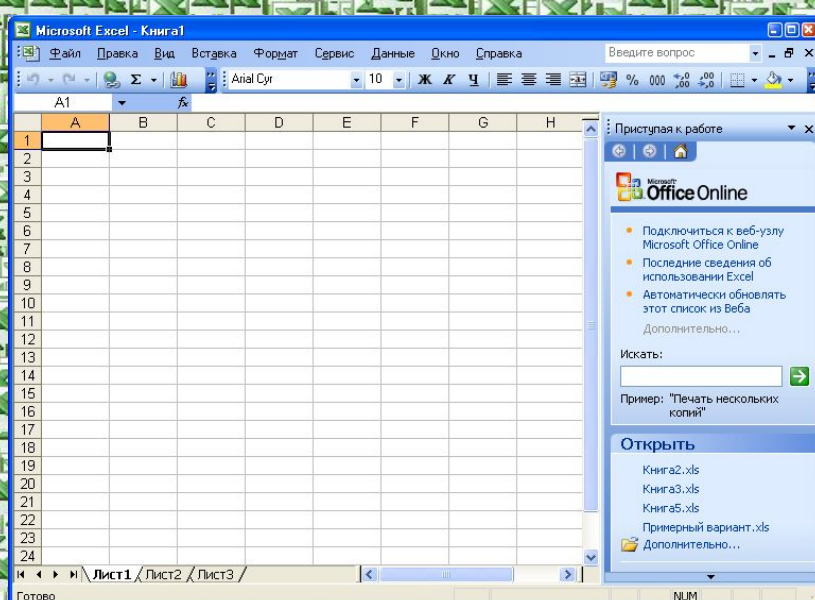 Microsoft Excel - Книга1
Файл Правка Вид Вставка Формат Сервис Данные Окно Справка Введите вопрос
Σ Arial Cyr 10 Ж К Ч % 000 ,00 ,00
A1 fx
A B C D E F G H
1
2
3
4
5
6
7
8
9
10
11
12
13
14
15
16
17
18
19
20
21
22
23
24
Лист1 Лист2 Лист3
Готово NUM
Приступая к работе
Microsoft
Office Online
Подключиться к веб-узлу
Microsoft Office Online
Последние сведения об
использовании Excel
Автоматически обновлять
этот список из Веба
Дополнительно...
Искать:
Пример: "Печать нескольких
копий"
Открыть
Книга2.xls
Книга3.xls
Книга5.xls
Примерный вариант.xls
Дополнительно...